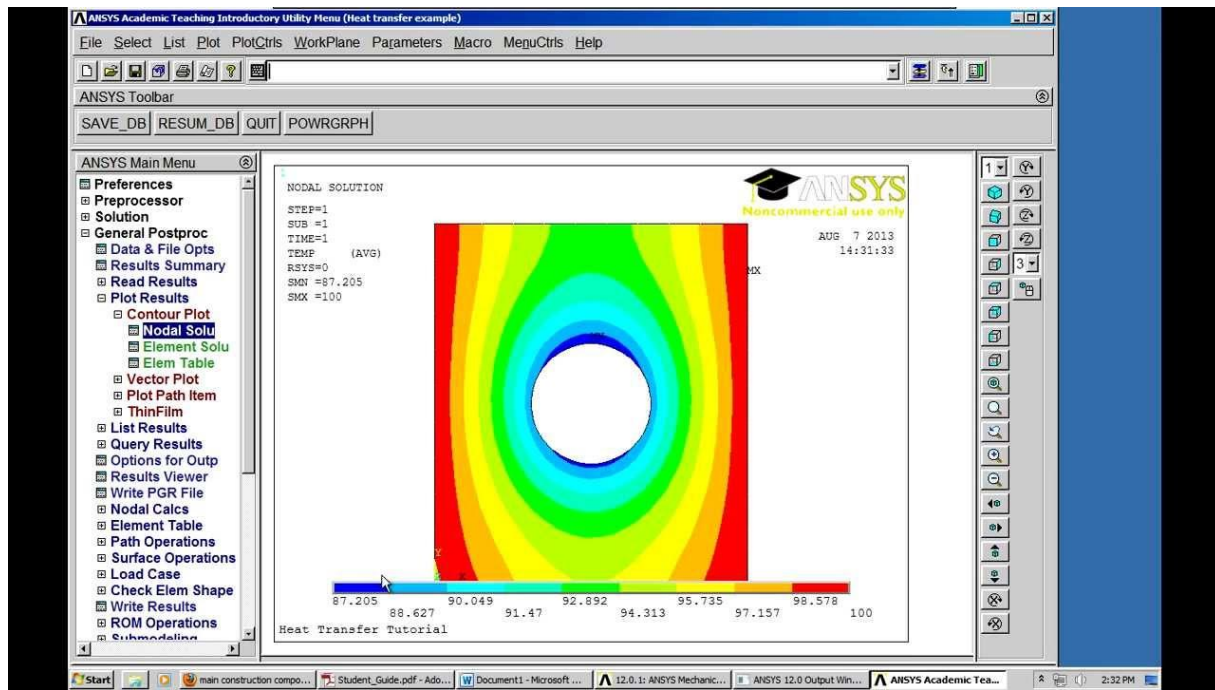 ANSYS Academic Teaching Introductory Utility Menu (Heat transfer example)
File Select List Plot PlotCtrls WorkPlane Parameters Macro MenuCtrls Help
ANSYS Toolbar
SAVE_DB RESUM_DB QUIT POWRGRPH
ANSYS Main Menu
Preferences
Preprocessor
Solution
General Postproc
Data & File Opts
Results Summary
Read Results
Plot Results
Contour Plot
Nodal Solu
Element Solu
Elem Table
Vector Plot
Plot Path Item
ThinFilm
List Results
Query Results
Options for Outp
Results Viewer
Write PGR File
Nodal Calcs
Element Table
Path Operations
Surface Operations
Load Case
Check Elem Shape
Write Results
ROM Operations
Submodeling
1
NODAL SOLUTION
STEP=1
SUB =1
TIME=1
TEMP (AVG)
RSYS=0
SMN =87.205
SMX =100
ANSYS
Noncommercial use only
AUG 7 2013
14:31:33
MX
Y
X
87.205 90.049 92.892 95.735 98.578
88.627 91.47 94.313 97.157 100
Heat Transfer Tutorial
1
3
Start main construction compo... Student_Guide.pdf - Ado... Document1 - Microsoft ... 12.0.1: ANSYS Mechanic... ANSYS 12.0 Output Win... ANSYS Academic Tea... 2:32 PM